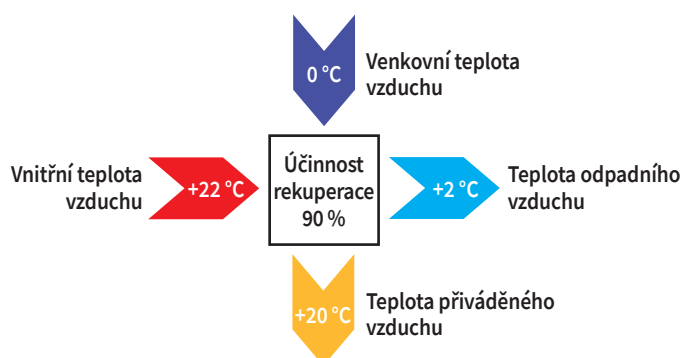 0 °C
Venkovní teplota
vzduchu
Vnitřní teplota
vzduchu
+22 °C
Účinnost
rekuperace
90 %
+2 °C
Teplota odpadního
vzduchu
+20 °C
Teplota přiváděného
vzduchu